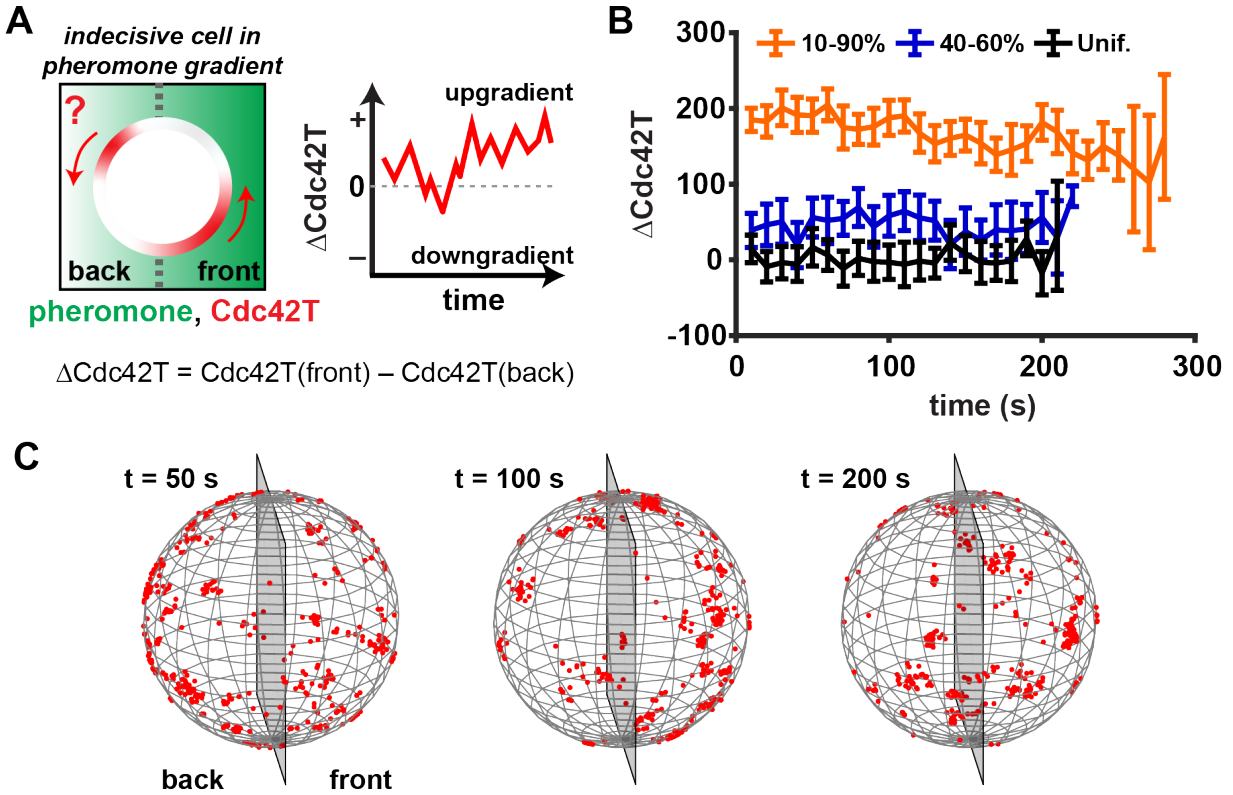 A
indecisive cell in
pheromone gradient
?
back front
pheromone, Cdc42T
ΔCdc42T
+
0
–
upgradient
downgradient
time
ΔCdc42T = Cdc42T(front) – Cdc42T(back)
B
10-90% 40-60% Unif.
ΔCdc42T
300
200
100
0
-100
0 100 200 300
time (s)
C
t = 50 s t = 100 s t = 200 s
back front